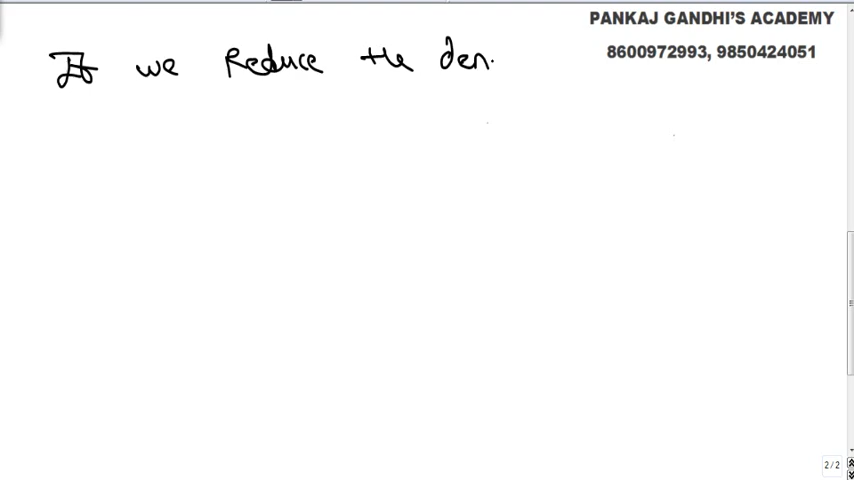 PANKAJ GANDHI'S ACADEMY
8600972993, 9850424051
If we Reduce the den.
2/2